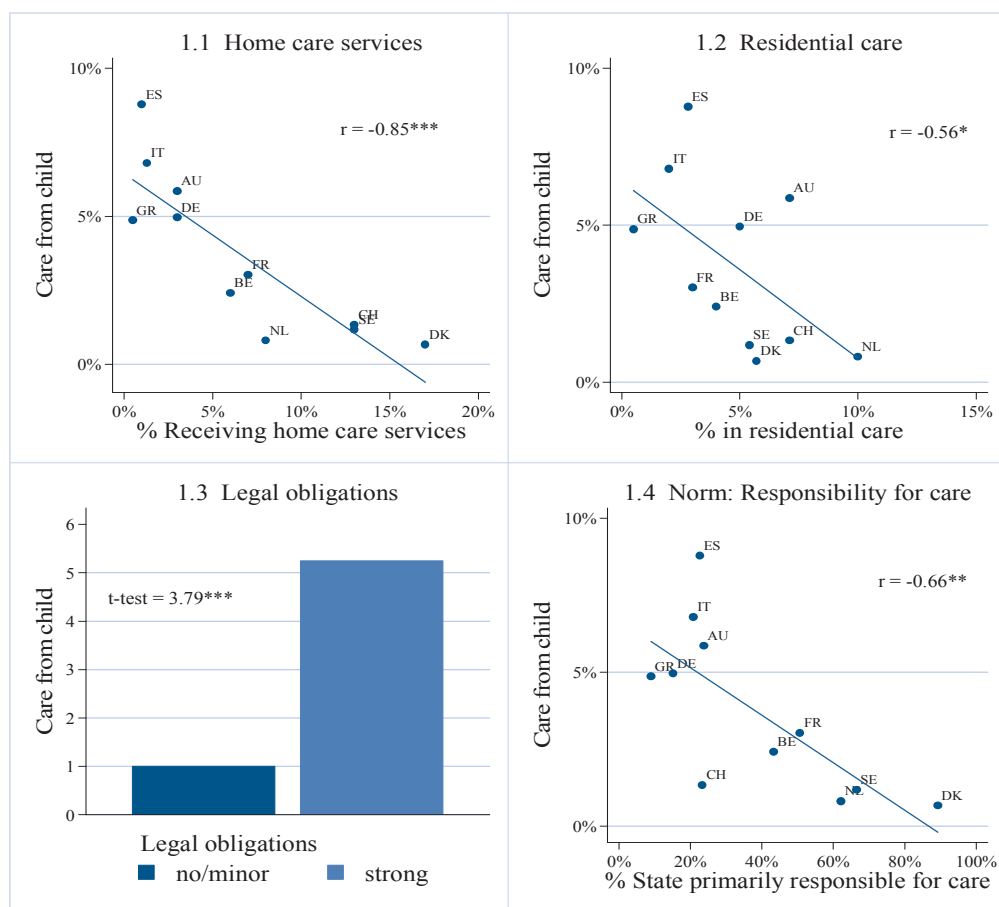 1.1 Home care services
10%
5%
0%
Care from child
ES
IT
AU
GR
DE
FR
BE
NL
CH
SE
DK
r = -0.85***
0% 5% 10% 15% 20%
% Receiving home care services
1.2 Residential care
10%
5%
0%
Care from child
ES
IT
AU
GR
DE
FR
BE
SE
CH
DK
NL
r = -0.56*
0% 5% 10% 15%
% in residential care
1.3 Legal obligations
6
5
4
3
2
1
0
Care from child
t-test = 3.79***
Legal obligations
no/minor strong
1.4 Norm: Responsibility for care
10%
5%
0%
Care from child
ES
IT
AU
GR
DE
FR
BE
CH
SE
NL
DK
r = -0.66**
0% 20% 40% 60% 80% 100%
% State primarily responsible for care